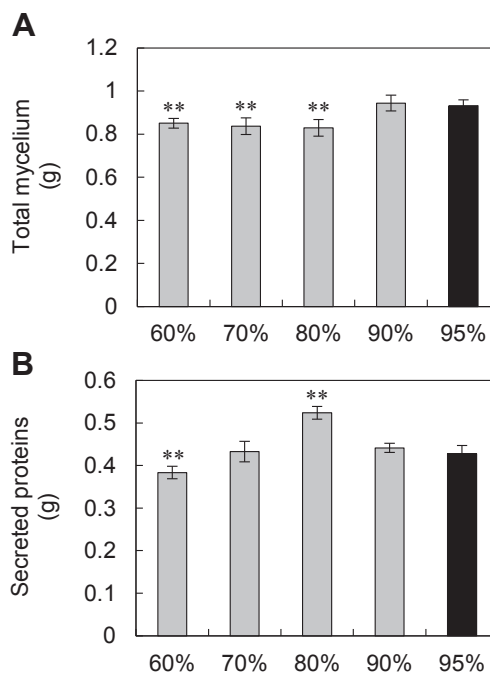 A
Total mycelium
(g)
1.2
1
0.8
0.6
0.4
0.2
0
** ** **
60% 70% 80% 90% 95%
B
Secreted proteins
(g)
0.6
0.5
0.4
0.3
0.2
0.1
0
** **
60% 70% 80% 90% 95%